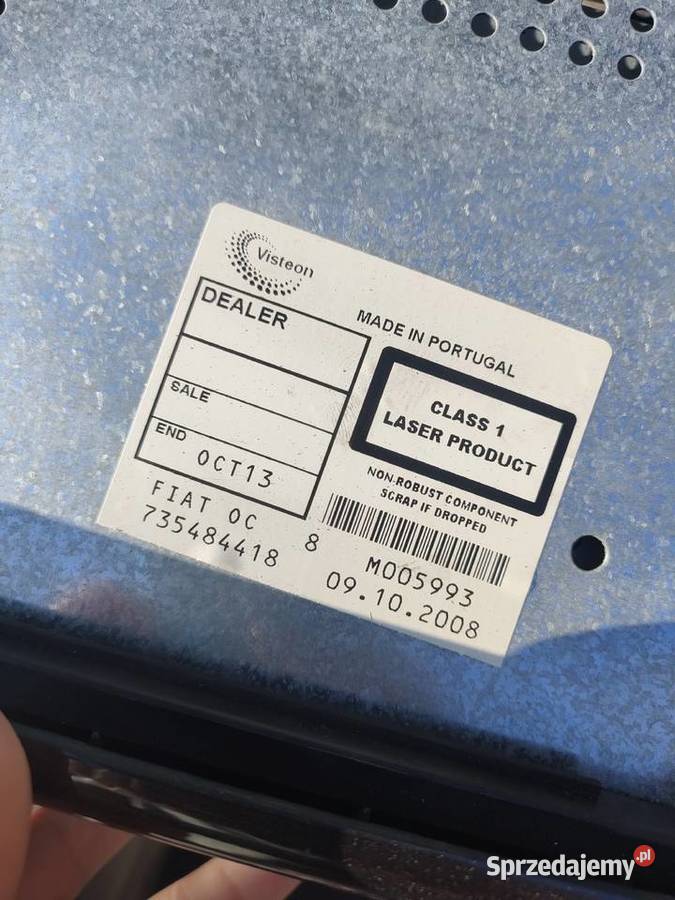 Visteon
DEALER
MADE IN PORTUGAL
CLASS 1
LASER PRODUCT
SALE
END
OCT13
NON-ROBUST COMPONENT
SCRAP IF DROPPED
FIAT OC 8
735484418
M005993
09.10.2008
Sprzedajemy.pl